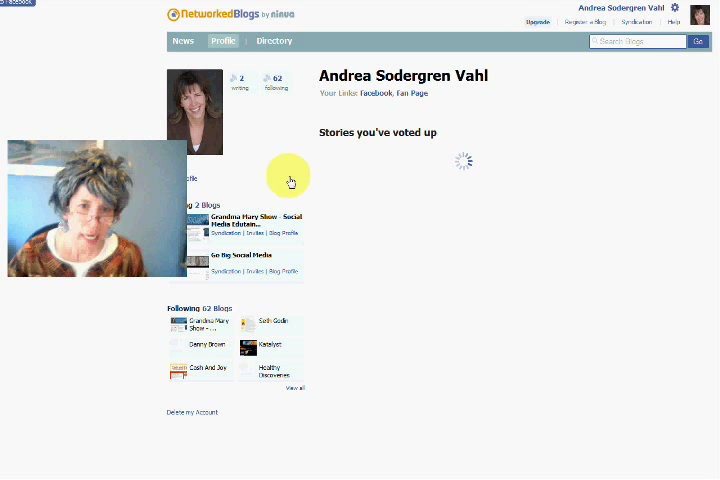 to Facebook
NetworkedBlogs by ninua
Andrea Sodergren Vahl
Upgrade | Register a Blog | Syndication | Help
News Profile | Directory
Search Blogs Go
2 writing
62 following
Andrea Sodergren Vahl
Your Links: Facebook, Fan Page
Stories you've voted up
2 Blogs
Grandma Mary Show - Social
Media Edutain...
Syndication | Invites | Blog Profile
Go Big Social Media
Syndication | Invites | Blog Profile
Following 62 Blogs
Grandma Mary
Show - ...
Seth Godin
Danny Brown
Katalyst
Cash And Joy
Healthy
Discoveries
View all
Delete my Account